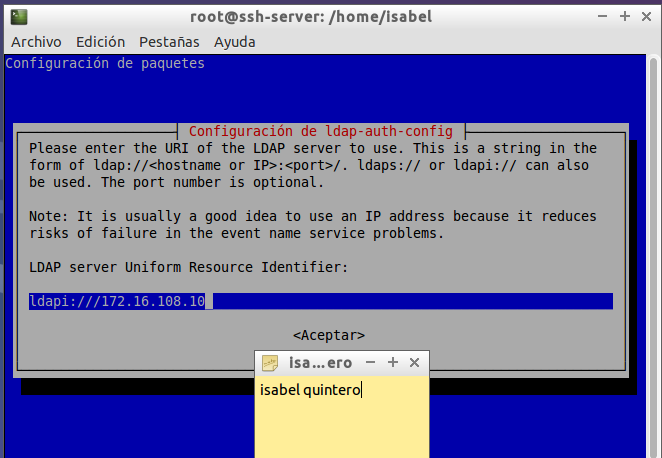 root@ssh-server: /home/isabel
Archivo Edición Pestañas Ayuda
Configuración de paquetes
Configuración de ldap-auth-config
Please enter the URI of the LDAP server to use. This is a string in the
form of ldap://<hostname or IP>:<port>/. ldaps:// or ldapi:// can also
be used. The port number is optional.
Note: It is usually a good idea to use an IP address because it reduces
risks of failure in the event name service problems.
LDAP server Uniform Resource Identifier:
ldapi:///172.16.108.10
<Aceptar>
isa...ero
isabel quintero